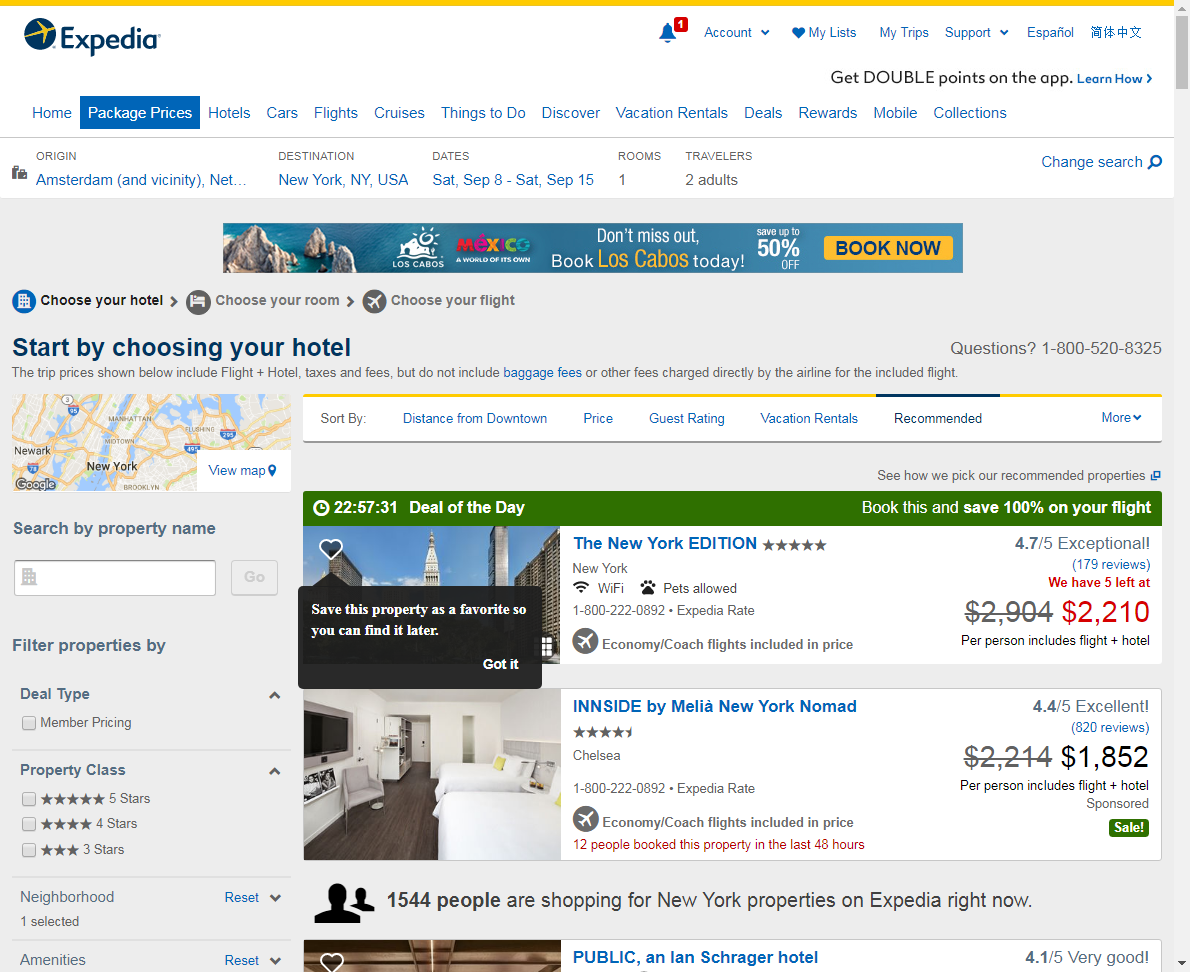 Expedia
1
Account
My Lists
My Trips
Support
Español
简体中文
Get DOUBLE points on the app. Learn How
Home
Package Prices
Hotels
Cars
Flights
Cruises
Things to Do
Discover
Vacation Rentals
Deals
Rewards
Mobile
Collections
ORIGIN
Amsterdam (and vicinity), Net…
DESTINATION
New York, NY, USA
DATES
Sat, Sep 8 - Sat, Sep 15
ROOMS
1
TRAVELERS
2 adults
Change search
LOS CABOS
MÉXICO
A WORLD OF ITS OWN
Don't miss out,
Book Los Cabos today!
save up to
50%
OFF
BOOK NOW
Choose your hotel
Choose your room
Choose your flight
Start by choosing your hotel
Questions? 1-800-520-8325
The trip prices shown below include Flight + Hotel, taxes and fees, but do not include baggage fees or other fees charged directly by the airline for the included flight.
MANHATTAN
95
FLUSHING
295
MIDTOWN
495
Newark
78
New York
BROOKLYN
Google
View map
Sort By:
Distance from Downtown
Price
Guest Rating
Vacation Rentals
Recommended
More
See how we pick our recommended properties
Search by property name
Go
Filter properties by
Deal Type
Member Pricing
Property Class
5 Stars
4 Stars
3 Stars
Neighborhood
Reset
1 selected
Amenities
Reset
22:57:31 Deal of the Day
Book this and save 100% on your flight
The New York EDITION
New York
WiFi
Pets allowed
1-800-222-0892 • Expedia Rate
Economy/Coach flights included in price
4.7/5 Exceptional!
(179 reviews)
We have 5 left at
$2,904 $2,210
Per person includes flight + hotel
Save this property as a favorite so
you can find it later.
Got it
INNSIDE by Melià New York Nomad
Chelsea
1-800-222-0892 • Expedia Rate
Economy/Coach flights included in price
12 people booked this property in the last 48 hours
4.4/5 Excellent!
(820 reviews)
$2,214 $1,852
Per person includes flight + hotel
Sponsored
Sale!
1544 people are shopping for New York properties on Expedia right now.
PUBLIC, an Ian Schrager hotel
4.1/5 Very good!